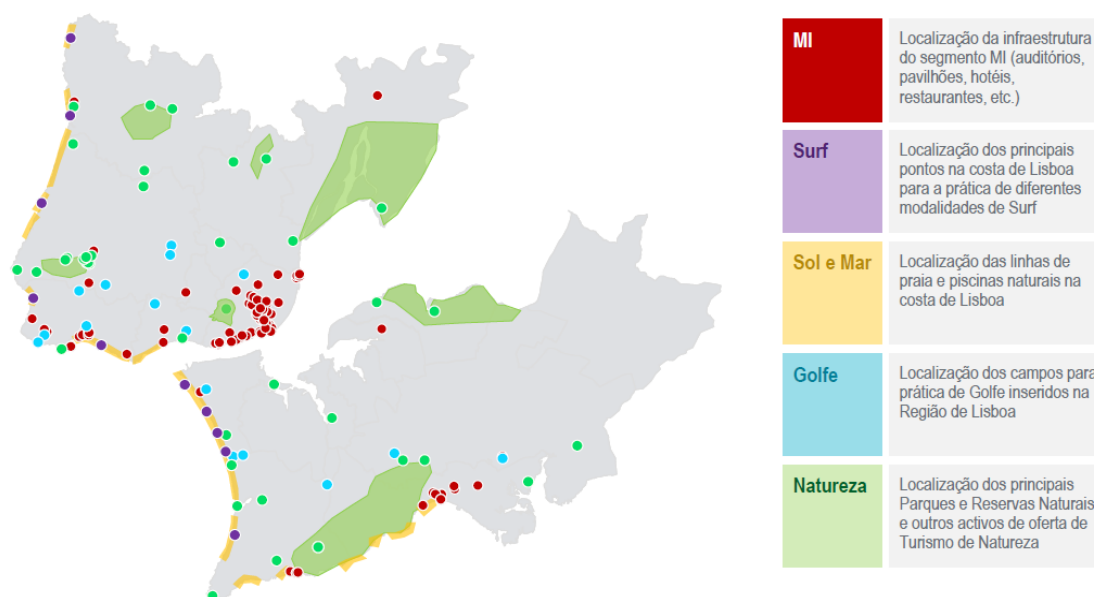 MI
Localização da infraestrutura
do segmento MI (auditórios,
pavilhões, hotéis,
restaurantes, etc.)
Surf
Localização dos principais
pontos na costa de Lisboa
para a prática de diferentes
modalidades de Surf
Sol e Mar
Localização das linhas de
praia e piscinas naturais na
costa de Lisboa
Golfe
Localização dos campos para
prática de Golfe inseridos na
Região de Lisboa
Natureza
Localização dos principais
Parques e Reservas Naturais
e outros activos de oferta de
Turismo de Natureza